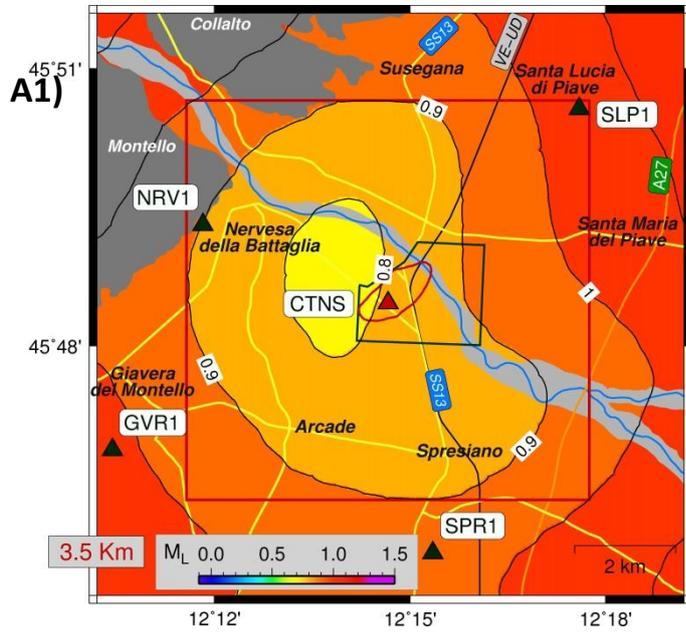 A1)
45°51'
45°48'
Collalto
SS13
VE-UD
Susegana
Santa Lucia
di Piave
0.9
SLP1
Montello
A27
NRV1
Nervesa
della Battaglia
Santa Maria
del Piave
0.8
CTNS
1
0.9
Giavera
del Montello
SS13
GVR1
Arcade
Spresiano
0.9
SPR1
3.5 Km
ML 0.0 0.5 1.0 1.5
2 km
12°12' 12°15' 12°18'